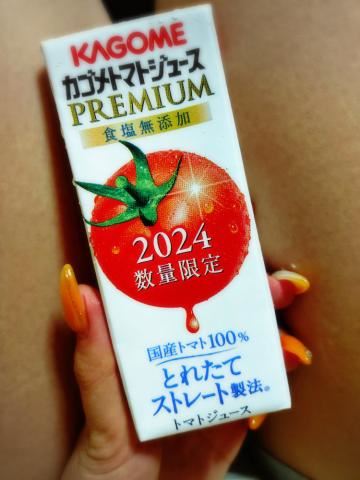 KAGOME
カゴメトマトジュース
PREMIUM
食塩無添加
2024
数量限定
国産トマト100%
とれたて
ストレート製法®
トマトジュース